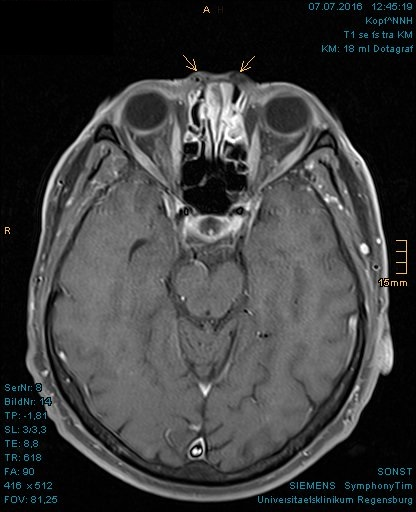 07.07.2016 12:45:19
A H
Kopf^NNH
T1 se fs tra KM
KM: 18 ml Dotagraf
R
15mm
SerNr: 8
BildNr: 14
TP: -1,81
SL: 3/3,3
TE: 8,8
TR: 618
FA: 90
416 x 512
FOV: 81,25
SONST
SIEMENS SymphonyTim
Universitaetsklinikum Regensburg